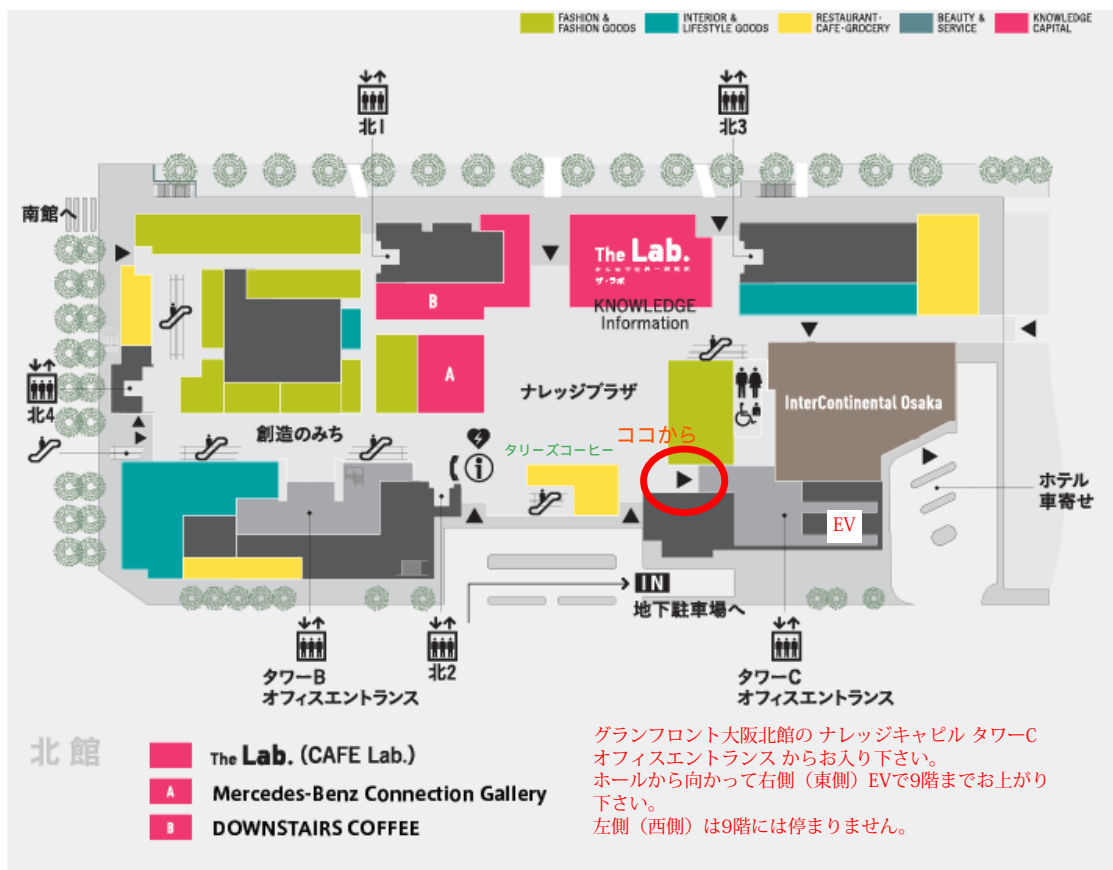 FASHION &
FASHION GOODS
INTERIOR &
LIFESTYLE GOODS
RESTAURANT·
CAFE·GROCERY
BEAUTY &
SERVICE
KNOWLEDGE
CAPITAL
北1
北3
南館へ
The Lab.
みんなで世界一研究所
ザ・ラボ
KNOWLEDGE
Information
B
A
ナレッジプラザ
InterContinental Osaka
北4
創造のみち
ココから
タリーズコーヒー
i
ホテル
車寄せ
EV
IN
地下駐車場へ
タワーB
オフィスエントランス
北2
タワーC
オフィスエントランス
北館
The Lab. (CAFE Lab.)
A Mercedes-Benz Connection Gallery
B DOWNSTAIRS COFFEE
グランフロント大阪北館の ナレッジキャピル タワーC
オフィスエントランス からお入り下さい。
ホールから向かって右側（東側）EVで9階までお上がり
下さい。
左側（西側）は9階には停まりません。